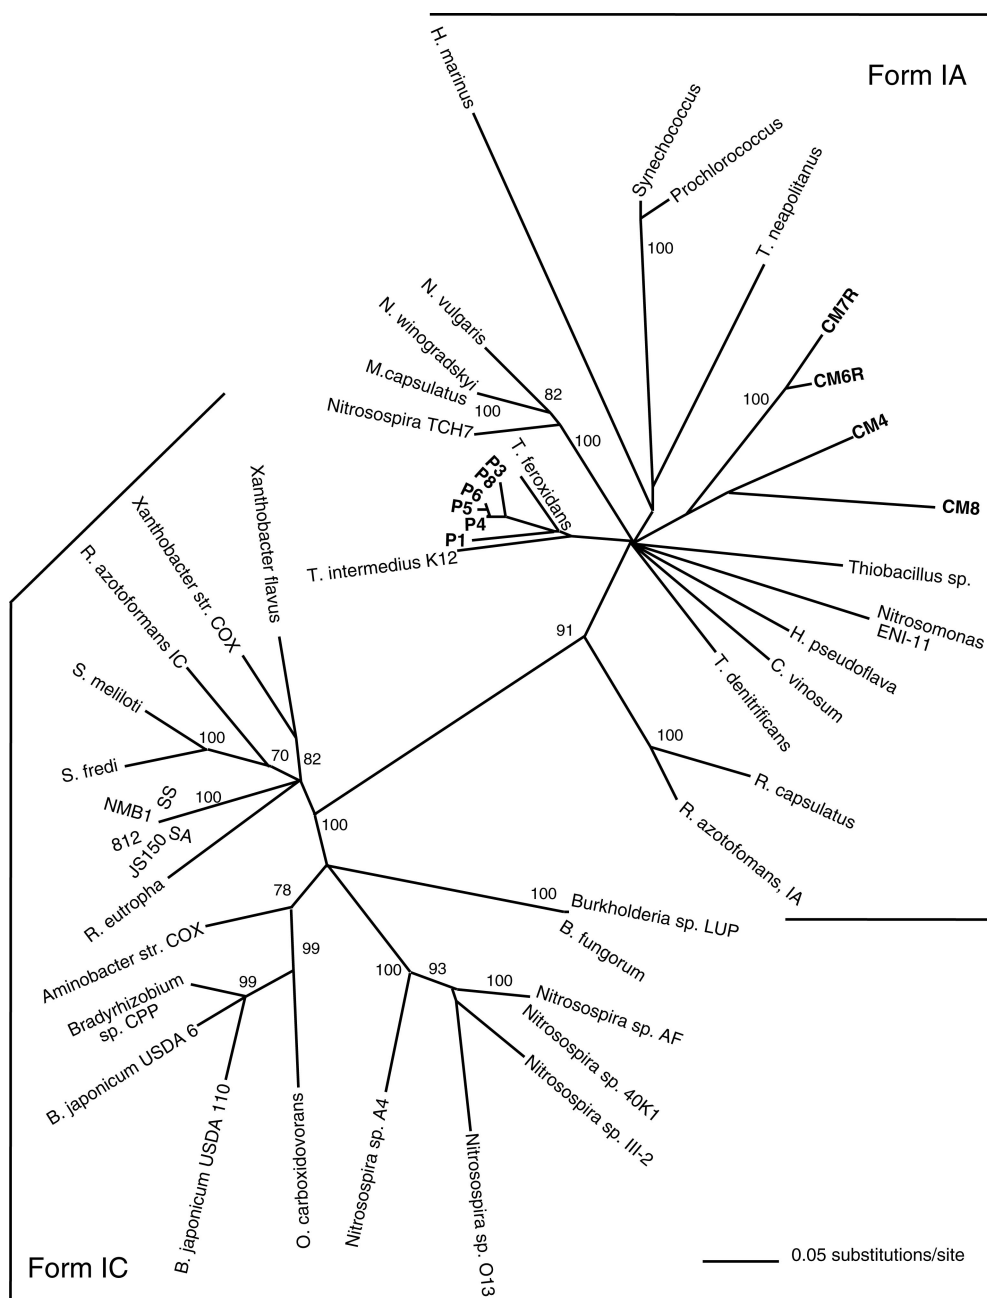 Form IA
H. marinus
Synechococcus
Prochlorococcus
100
T. neapolitanus
CM7R
CM6R
100
CM4
CM8
N. vulgaris
N. winogradskyi
82
M.capsulatus
100
Nitrosospira TCH7
100
T. feroxidans
P3
P8
P6
P5
P4
P1
T. intermedius K12
Thiobacillus sp.
Nitrosomonas
ENI-11
H. pseudoflava
C. vinosum
T. denitrificans
91
100
R. capsulatus
R. azotofomans, IA
Xanthobacter flavus
Xanthobacter str. COX
R. azotoformans IC
S. meliloti
100
70
82
S. fredi
NMB1
SS
100
812
JS150
SA
R. eutropha
100
78
Aminobacter str. COX
99
Bradyrhizobium
sp. CPP
99
B. japonicum USDA 6
B. japonicum USDA 110
O. carboxidovorans
100
Burkholderia sp. LUP
B. fungorum
100
93
100
Nitrosospira sp. AF
Nitrosospira sp. 40K1
Nitrosospira sp. III-2
Nitrosospira sp. A4
Nitrosospira sp. O13
0.05 substitutions/site
Form IC